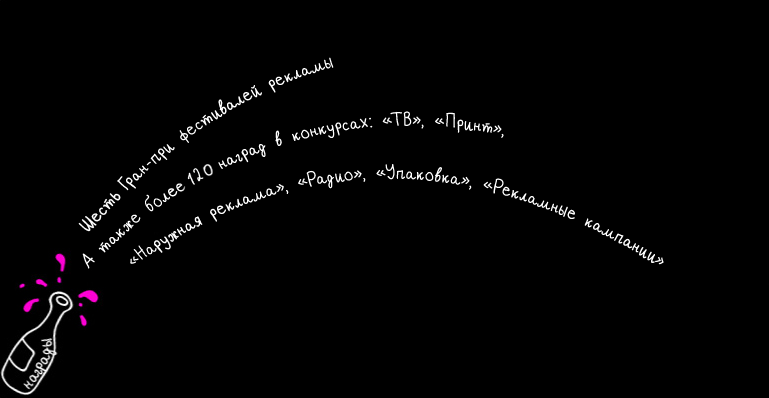 Шесть Гран-при фестивалей рекламы
А также более 120 наград в конкурсах: «ТВ», «Принт»,
«Наружная реклама», «Радио», «Упаковка», «Рекламные кампании»
награды